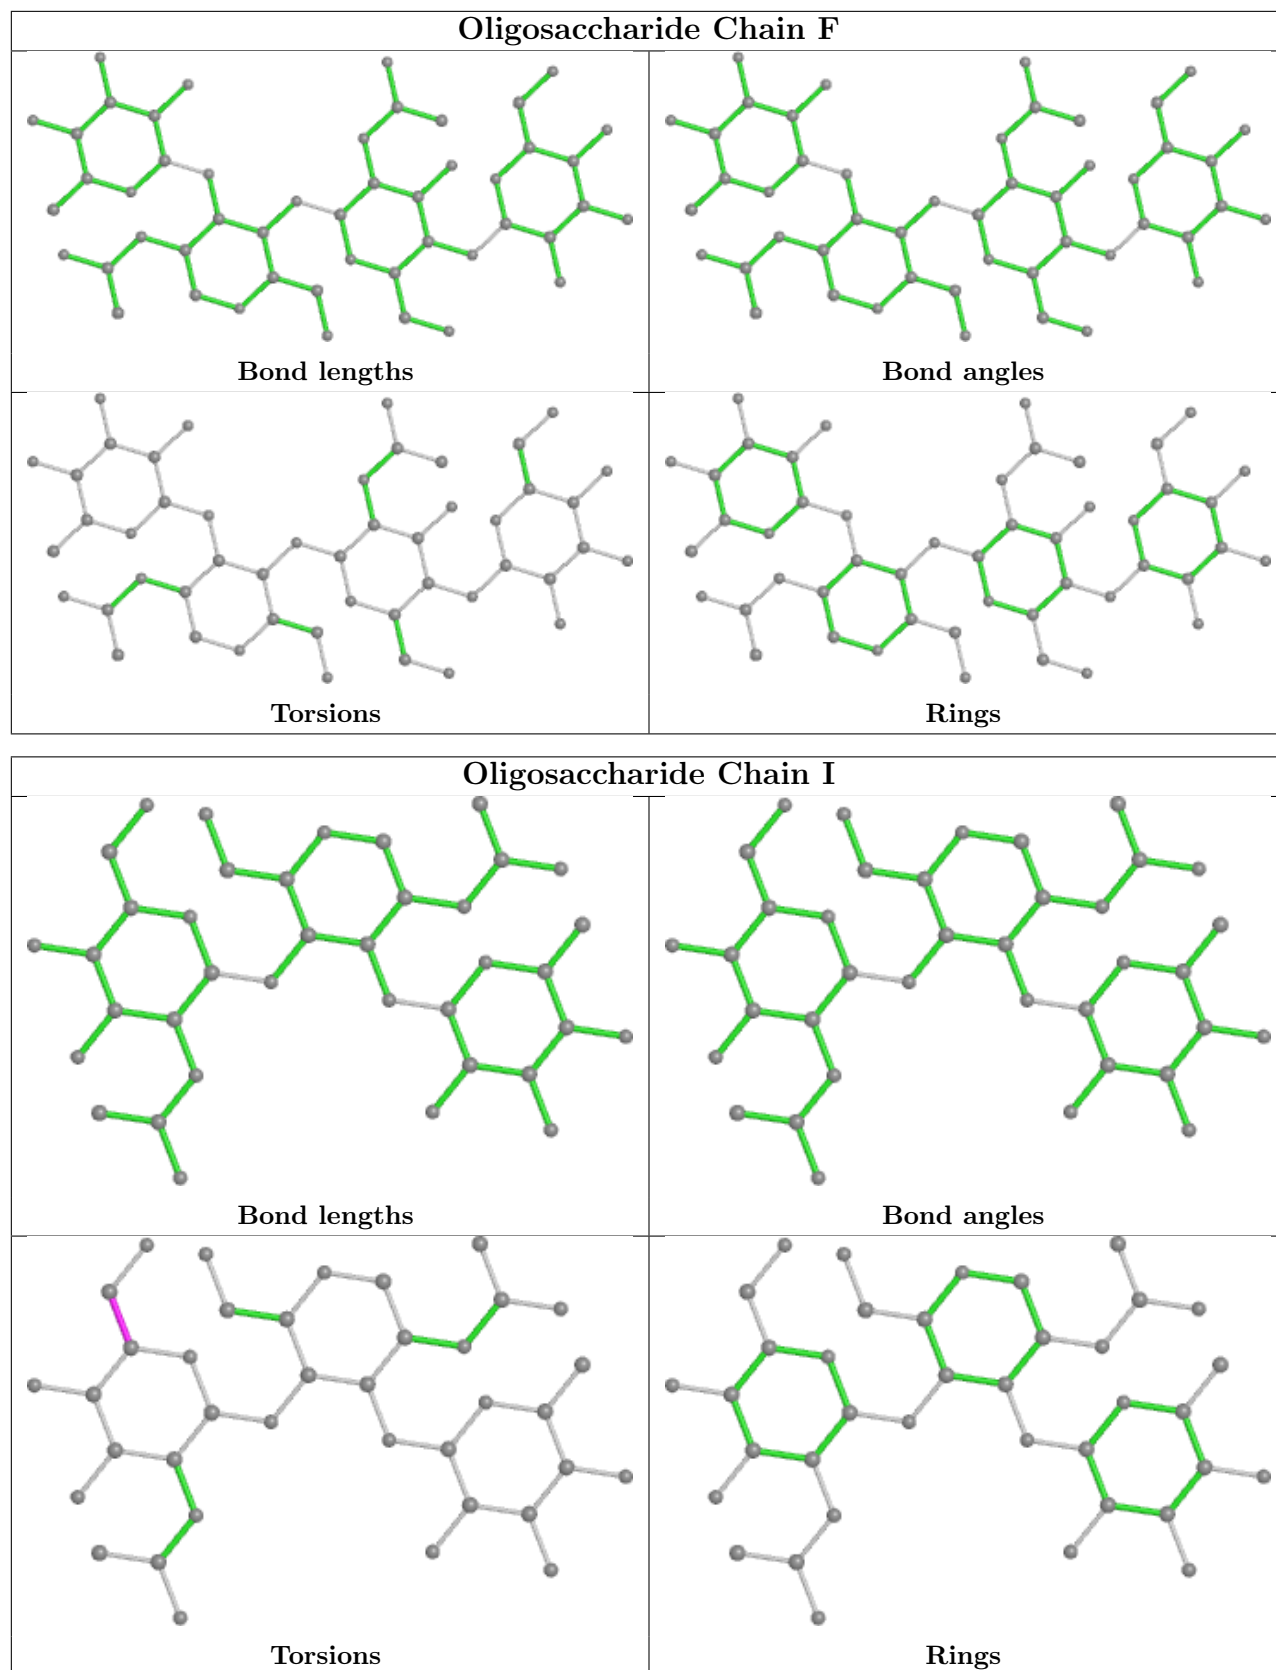 Oligosaccharide Chain F
Bond lengths
Bond angles
Torsions
Rings
Oligosaccharide Chain I
Bond lengths
Bond angles
Torsions
Rings